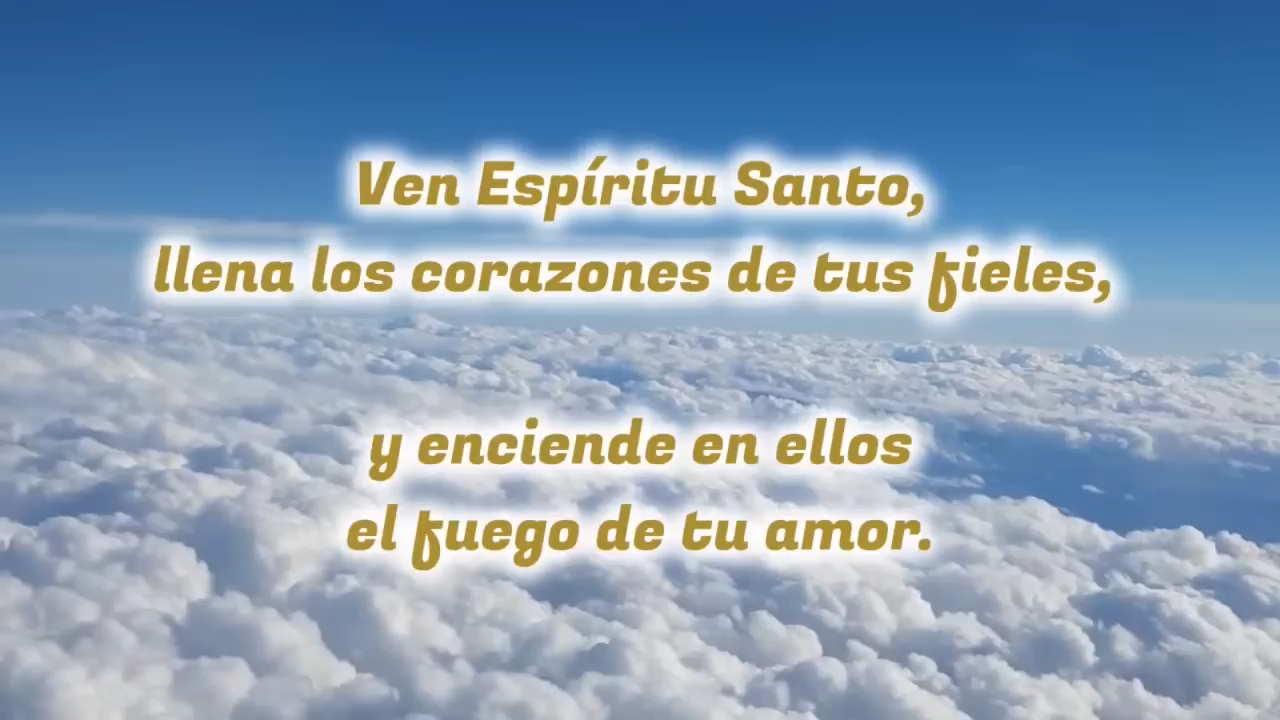 Ven Espíritu Santo,
llena los corazones de tus fieles,
y enciende en ellos
el fuego de tu amor.